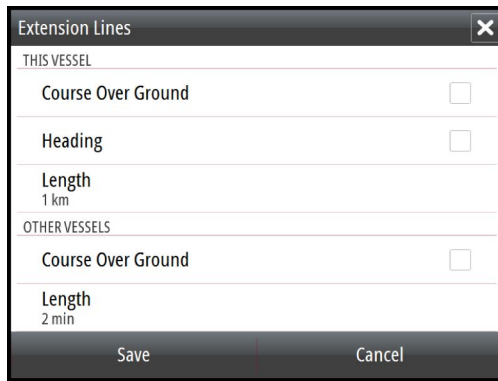 Extension Lines
THIS VESSEL
Course Over Ground
Heading
Length
1 km
OTHER VESSELS
Course Over Ground
Length
2 min
Save Cancel